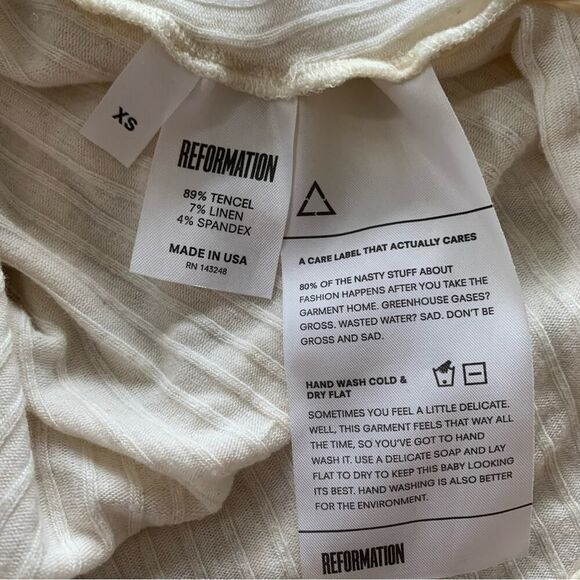 XS
REFORMATION
89% TENCEL
7% LINEN
4% SPANDEX
MADE IN USA
RN 143248
A CARE LABEL THAT ACTUALLY CARES
80% OF THE NASTY STUFF ABOUT
FASHION HAPPENS AFTER YOU TAKE THE
GARMENT HOME. GREENHOUSE GASES?
GROSS. WASTED WATER? SAD. DON'T BE
GROSS AND SAD.
HAND WASH COLD &
DRY FLAT
SOMETIMES YOU FEEL A LITTLE DELICATE.
WELL, THIS GARMENT FEELS THAT WAY ALL
THE TIME, SO YOU'VE GOT TO HAND
WASH IT. USE A DELICATE SOAP AND LAY
FLAT TO DRY TO KEEP THIS BABY LOOKING
ITS BEST. HAND WASHING IS ALSO BETTER
FOR THE ENVIRONMENT.
REFORMATION